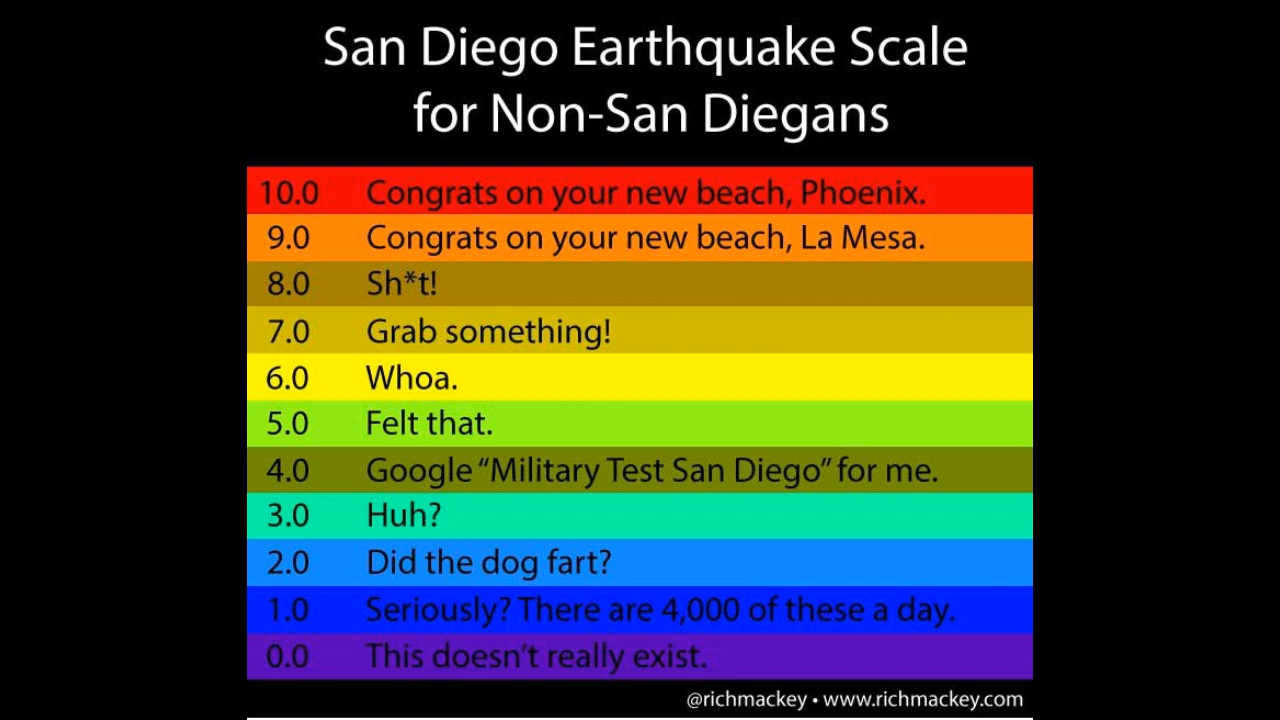 San Diego Earthquake Scale
for Non-San Diegans
10.0 Congrats on your new beach, Phoenix.
9.0 Congrats on your new beach, La Mesa.
8.0 Sh*t!
7.0 Grab something!
6.0 Whoa.
5.0 Felt that.
4.0 Google “Military Test San Diego” for me.
3.0 Huh?
2.0 Did the dog fart?
1.0 Seriously? There are 4,000 of these a day.
0.0 This doesn’t really exist.
@richmackey • www.richmackey.com